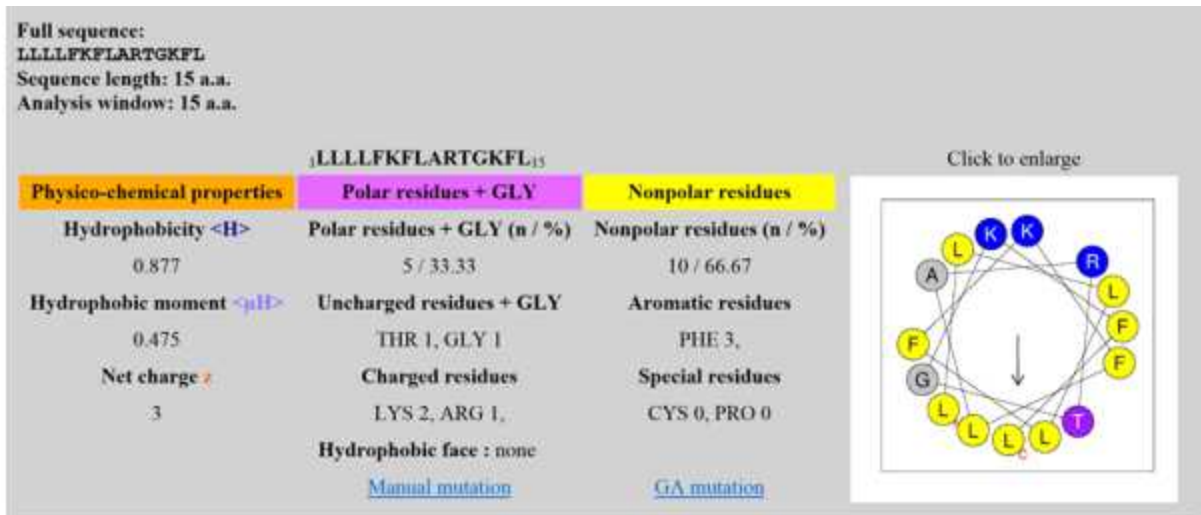 Full sequence:
LLLLFKFLARTGKFL
Sequence length: 15 a.a.
Analysis window: 15 a.a.
1LLLLFKFLARTGKFL15
Click to enlarge
Physico-chemical properties
Polar residues + GLY
Nonpolar residues
Hydrophobicity <H>
Polar residues + GLY (n / %)
Nonpolar residues (n / %)
0.877
5 / 33.33
10 / 66.67
Hydrophobic moment <μH>
Uncharged residues + GLY
Aromatic residues
0.475
THR 1, GLY 1
PHE 3,
Net charge z
Charged residues
Special residues
3
LYS 2, ARG 1,
CYS 0, PRO 0
Hydrophobic face : none
Manual mutation
GA mutation
K
K
L
R
A
L
F
F
F
G
L
T
L
L
L
C